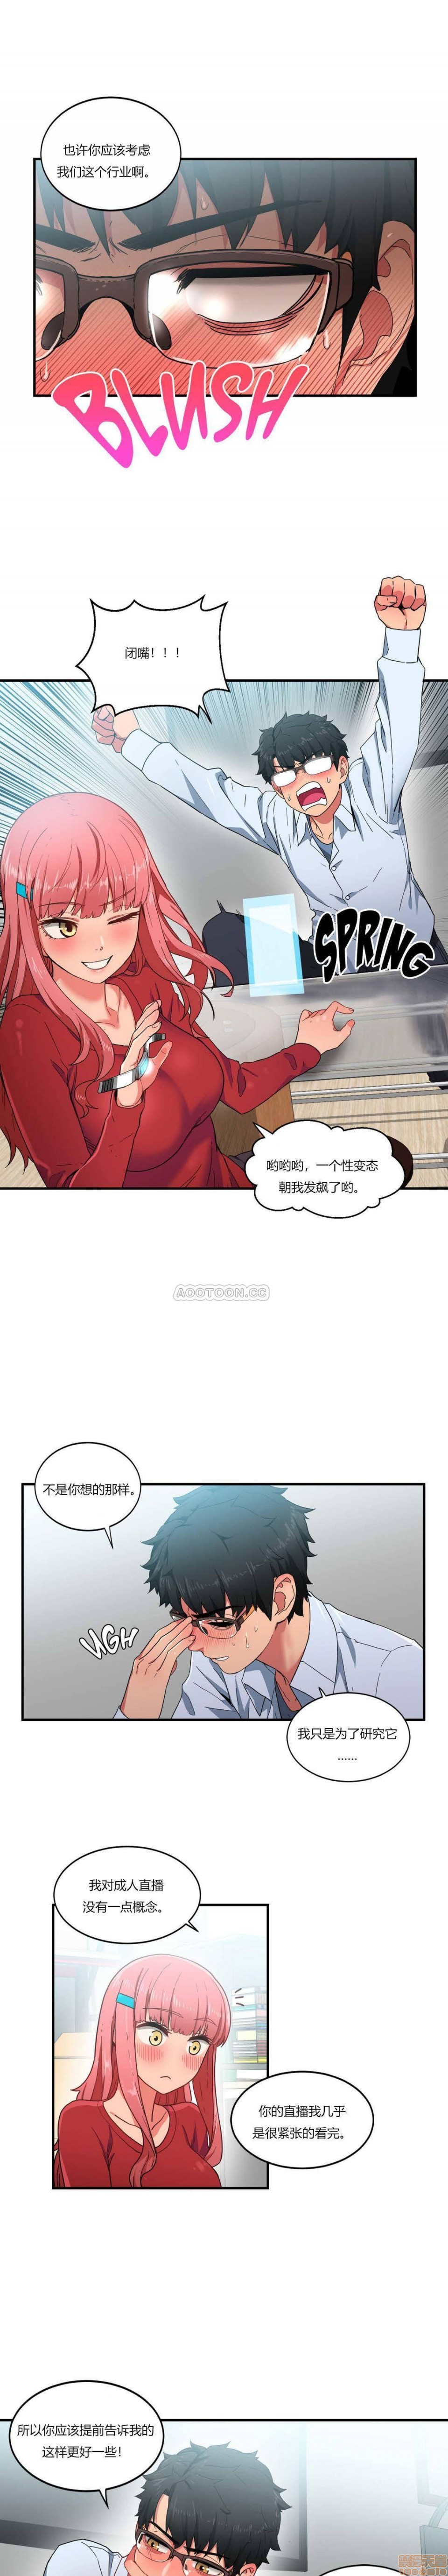 也许你应该考虑
我们这个行业啊。
BLUSH
闭嘴！！！
SPRING
哟哟哟，一个性变态
朝我发飙了哟。
AOOTOON.CC
不是你想的那样。
UGH
我只是为了研究它
……
我对成人直播
没有一点概念。
你的直播我几乎
是很紧张的看完。
所以你应该提前告诉我的
这样更好一些！